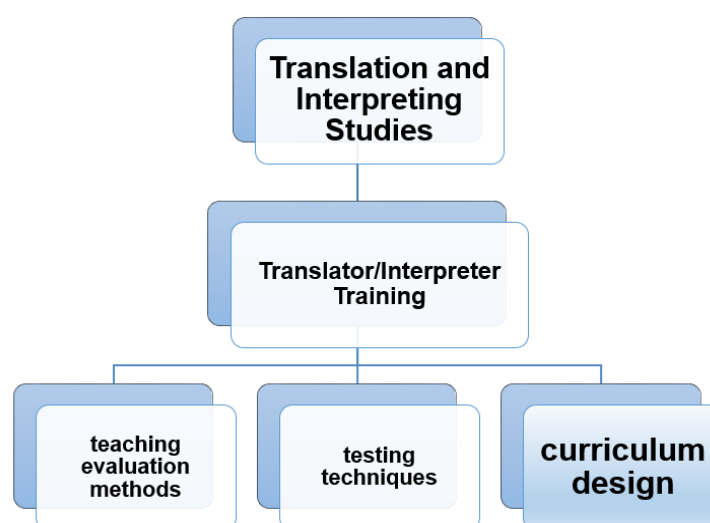 Translation and
Interpreting
Studies
Translator/Interpreter
Training
teaching
evaluation
methods
testing
techniques
curriculum
design